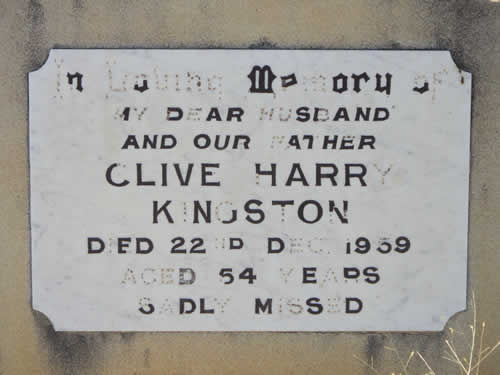 In Loving Memory of
MY DEAR HUSBAND
AND OUR FATHER
CLIVE HARRY
KINGSTON
DIED 22ND DEC. 1959
AGED 54 YEARS
SADLY MISSED